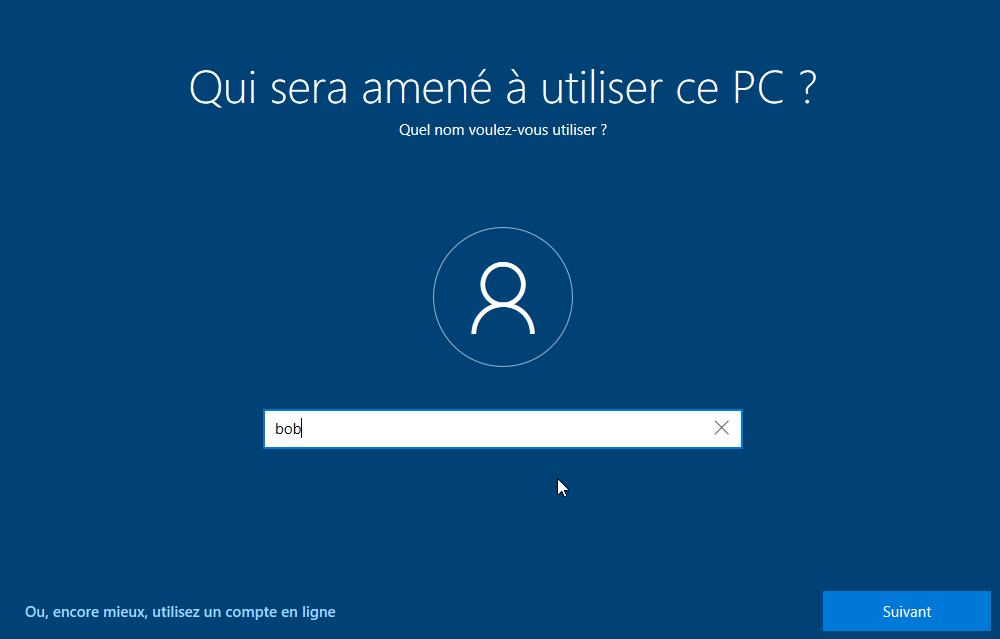 Qui sera amené à utiliser ce PC ?
Quel nom voulez-vous utiliser ?
bob
Ou, encore mieux, utilisez un compte en ligne
Suivant